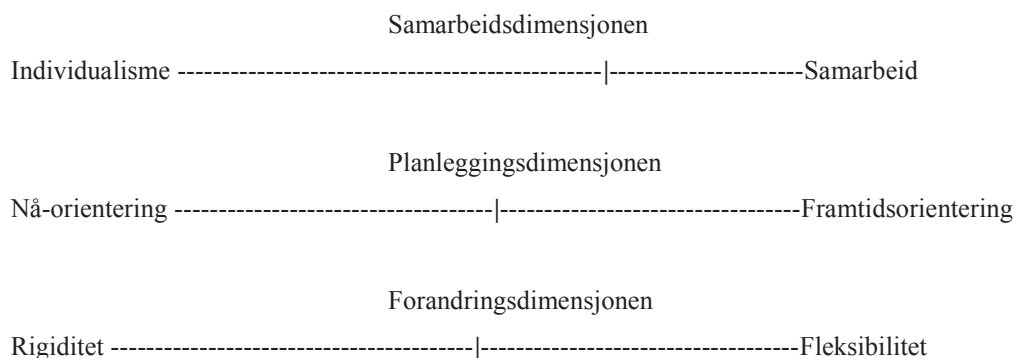 Samarbeidsdimensjonen
Individualisme ------------------------------------------------|----------------------Samarbeid
Planleggingsdimensjonen
Nå-orientering ------------------------------------|----------------------------------Framtidsorientering
Forandringsdimensjonen
Rigiditet -----------------------------------------|------------------------------------Fleksibilitet